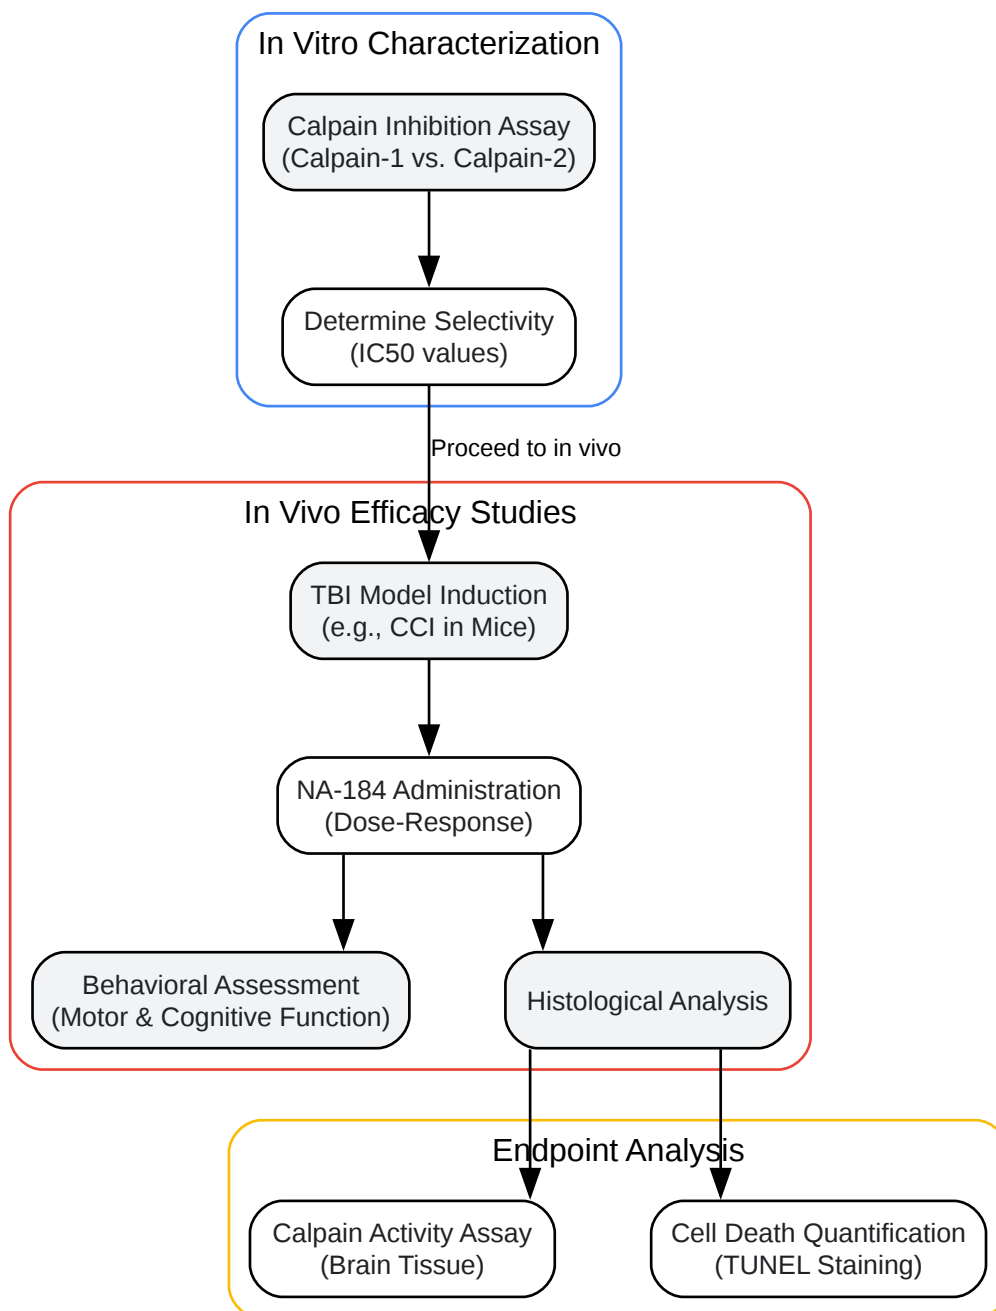 In Vitro Characterization
Calpain Inhibition Assay
(Calpain-1 vs. Calpain-2)
Determine Selectivity
(IC50 values)
Proceed to in vivo
In Vivo Efficacy Studies
TBI Model Induction
(e.g., CCI in Mice)
NA-184 Administration
(Dose-Response)
Behavioral Assessment
(Motor & Cognitive Function)
Histological Analysis
Endpoint Analysis
Calpain Activity Assay
(Brain Tissue)
Cell Death Quantification
(TUNEL Staining)